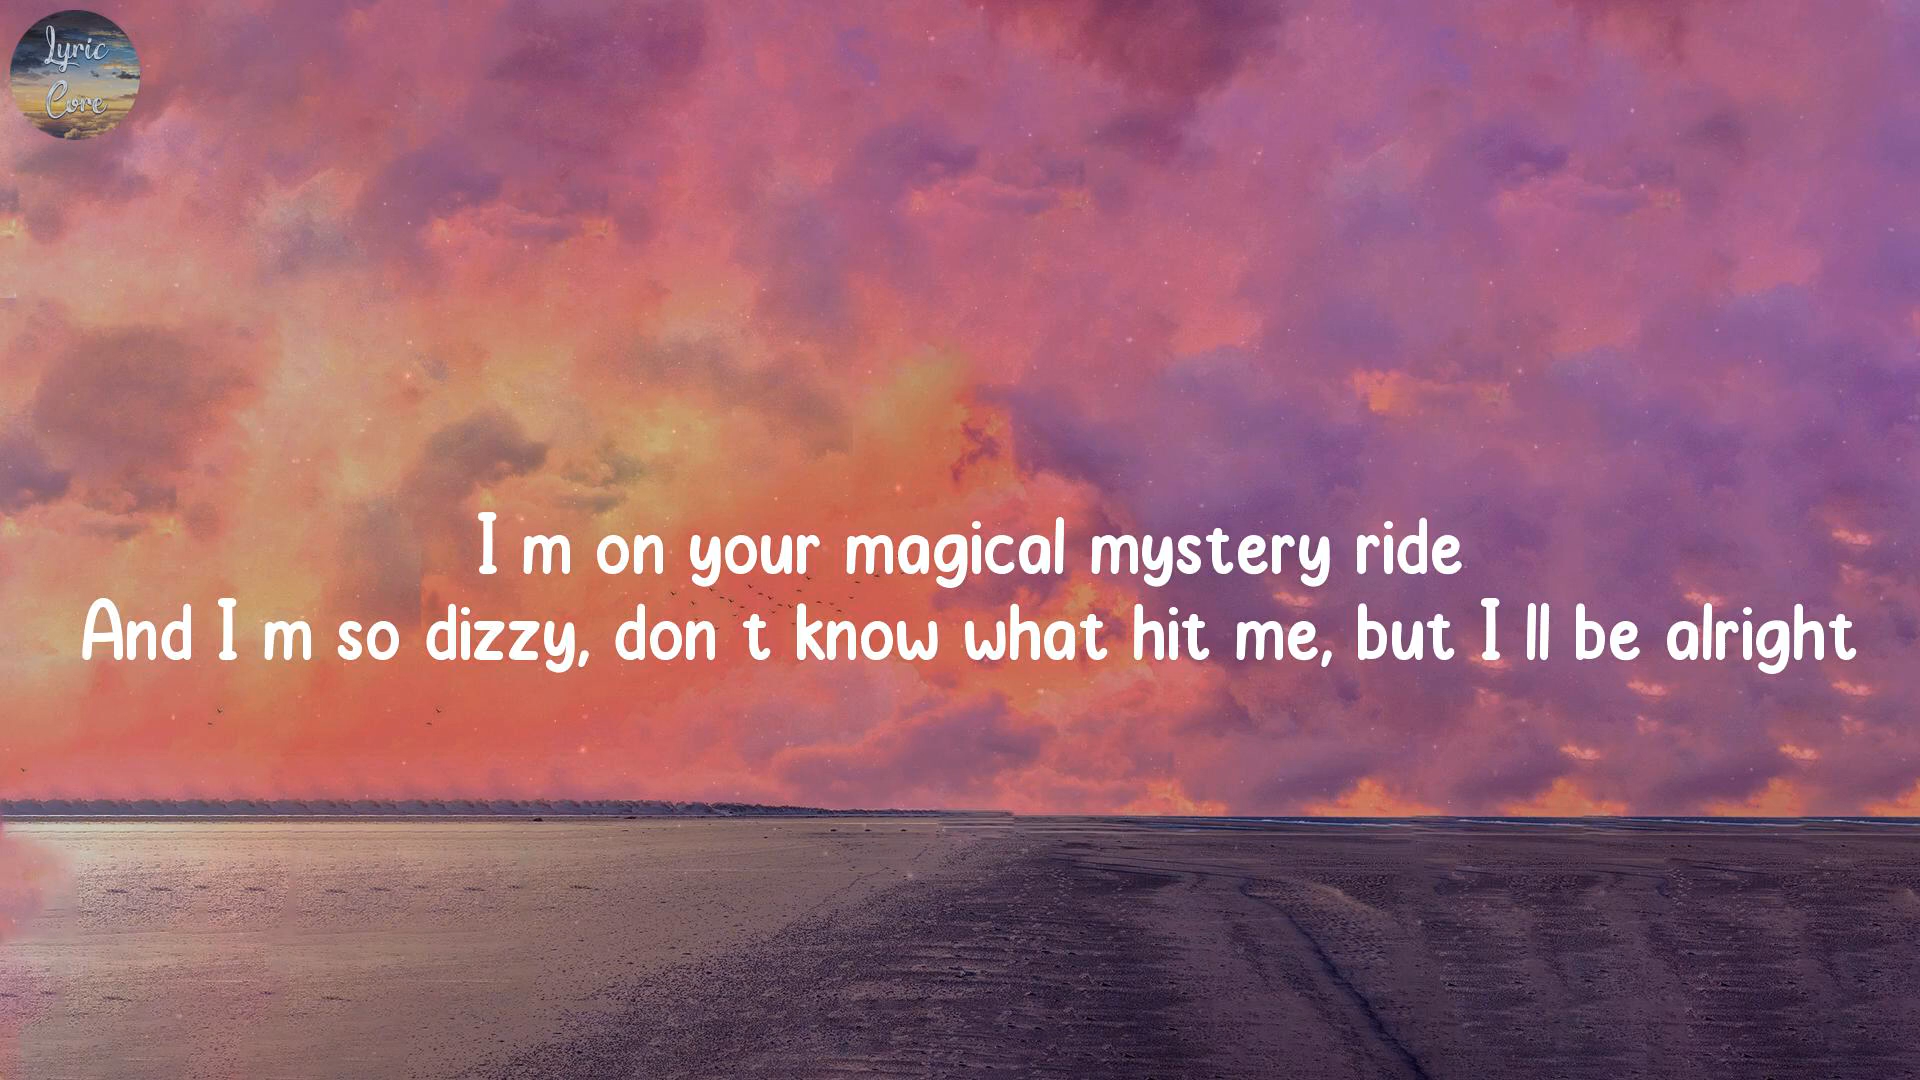 Lyric
Core
I m on your magical mystery ride
And I m so dizzy, don t know what hit me, but I ll be alright